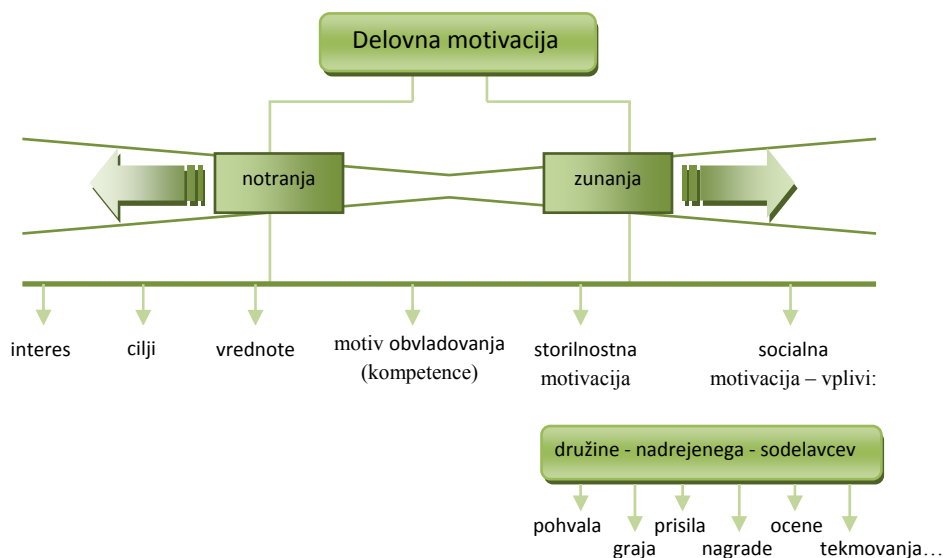 Delovna motivacija
notranja
zunanja
interes
cilji
vrednote
motiv obvladovanja
(kompetence)
storilnostna
motivacija
socialna
motivacija – vplivi:
družine - nadrejenega - sodelavcev
pohvala
graja
prisila
nagrade
ocene
tekmovanja…